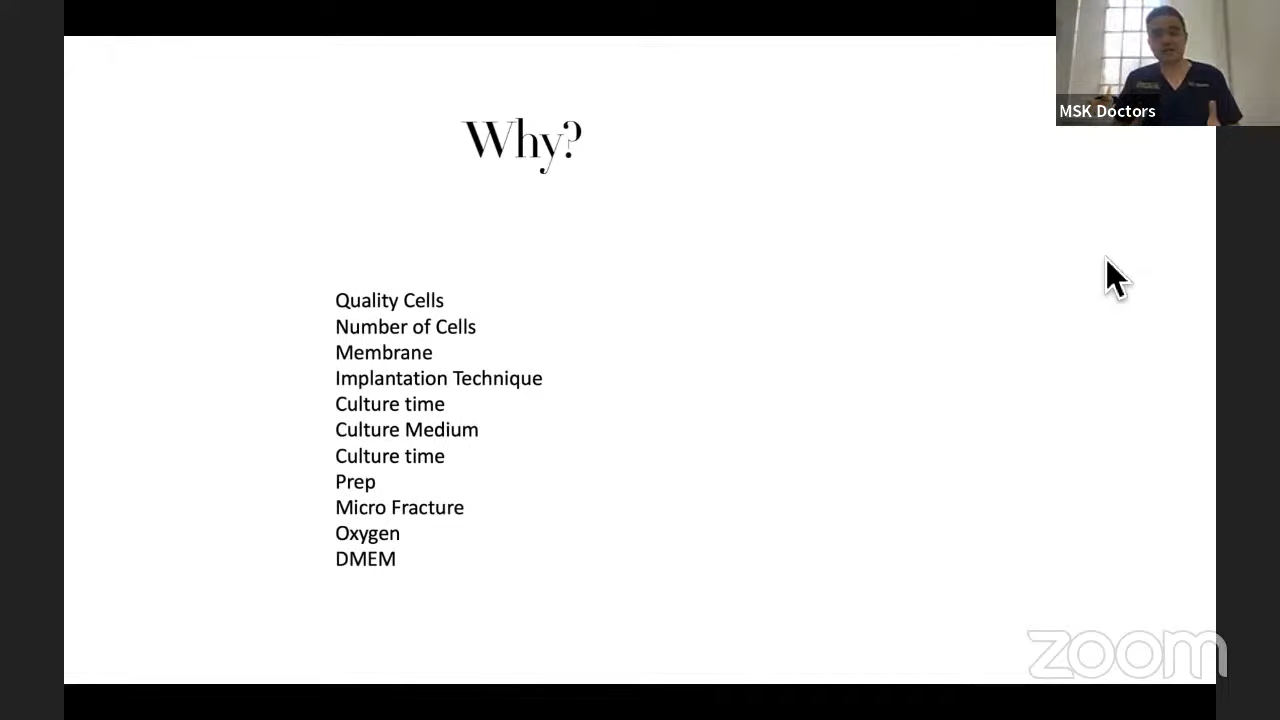 MSK Doctors
Why?
Quality Cells
Number of Cells
Membrane
Implantation Technique
Culture time
Culture Medium
Culture time
Prep
Micro Fracture
Oxygen
DMEM
zoom